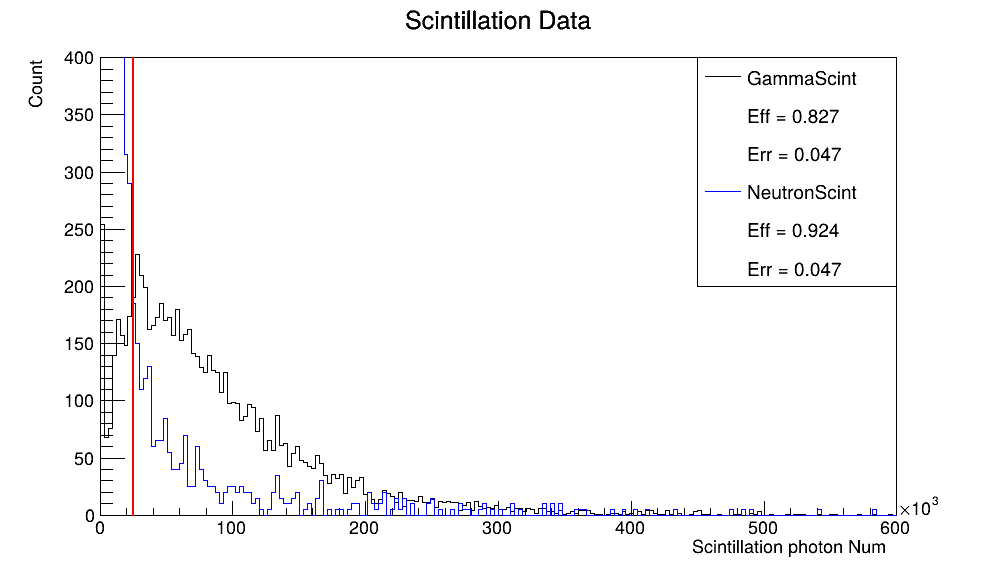 Scintillation Data
Count
400
350
300
250
200
150
100
50
0
GammaScint
Eff = 0.827
Err = 0.047
NeutronScint
Eff = 0.924
Err = 0.047
0 100 200 300 400 500 600 ×10³
Scintillation photon Num